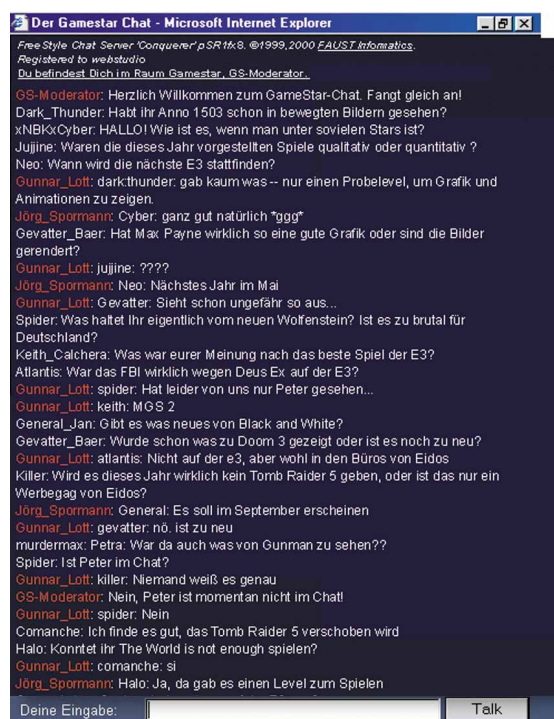 Der Gamestar Chat - Microsoft Internet Explorer
FreeStyle Chat Server 'Conquerer' pSR1fx8. ©1999,2000 FAUST Informatics.
Registered to webstudio
Du befindest Dich im Raum Gamestar, GS-Moderator.
GS-Moderator: Herzlich Willkommen zum GameStar-Chat. Fangt gleich an!
Dark_Thunder: Habt ihr Anno 1503 schon in bewegten Bildern gesehen?
xNBKxCyber: HALLO! Wie ist es, wenn man unter sovielen Stars ist?
Jujjine: Waren die dieses Jahr vorgestellten Spiele qualitativ oder quantitativ ?
Neo: Wann wird die nächste E3 stattfinden?
Gunnar_Lott: dark:thunder: gab kaum was -- nur einen Probelevel, um Grafik und
Animationen zu zeigen.
Jörg_Spormann: Cyber: ganz gut natürlich *ggg*
Gevatter_Baer: Hat Max Payne wirklich so eine gute Grafik oder sind die Bilder
gerendert?
Gunnar_Lott: jujjine: ????
Jörg_Spormann: Neo: Nächstes Jahr im Mai
Gunnar_Lott: Gevatter: Sieht schon ungefähr so aus...
Spider: Was haltet Ihr eigentlich vom neuen Wolfenstein? Ist es zu brutal für
Deutschland?
Keith_Calchera: Was war eurer Meinung nach das beste Spiel der E3?
Atlantis: War das FBI wirklich wegen Deus Ex auf der E3?
Gunnar_Lott: spider: Hat leider von uns nur Peter gesehen...
Gunnar_Lott: keith: MGS 2
General_Jan: Gibt es was neues von Black and White?
Gevatter_Baer: Wurde schon was zu Doom 3 gezeigt oder ist es noch zu neu?
Gunnar_Lott: atlantis: Nicht auf der e3, aber wohl in den Büros von Eidos
Killer: Wird es dieses Jahr wirklich kein Tomb Raider 5 geben, oder ist das nur ein
Werbegag von Eidos?
Jörg_Spormann: General: Es soll im September erscheinen
Gunnar_Lott: gevatter: nö. ist zu neu
murdermax: Petra: War da auch was von Gunman zu sehen??
Spider: Ist Peter im Chat?
Gunnar_Lott: killer: Niemand weiß es genau
GS-Moderator: Nein, Peter ist momentan nicht im Chat!
Gunnar_Lott: spider: Nein
Comanche: Ich finde es gut, das Tomb Raider 5 verschoben wird
Halo: Konntet ihr The World is not enough spielen?
Gunnar_Lott: comanche: si
Jörg_Spormann: Halo: Ja, da gab es einen Level zum Spielen
Deine Eingabe: Talk